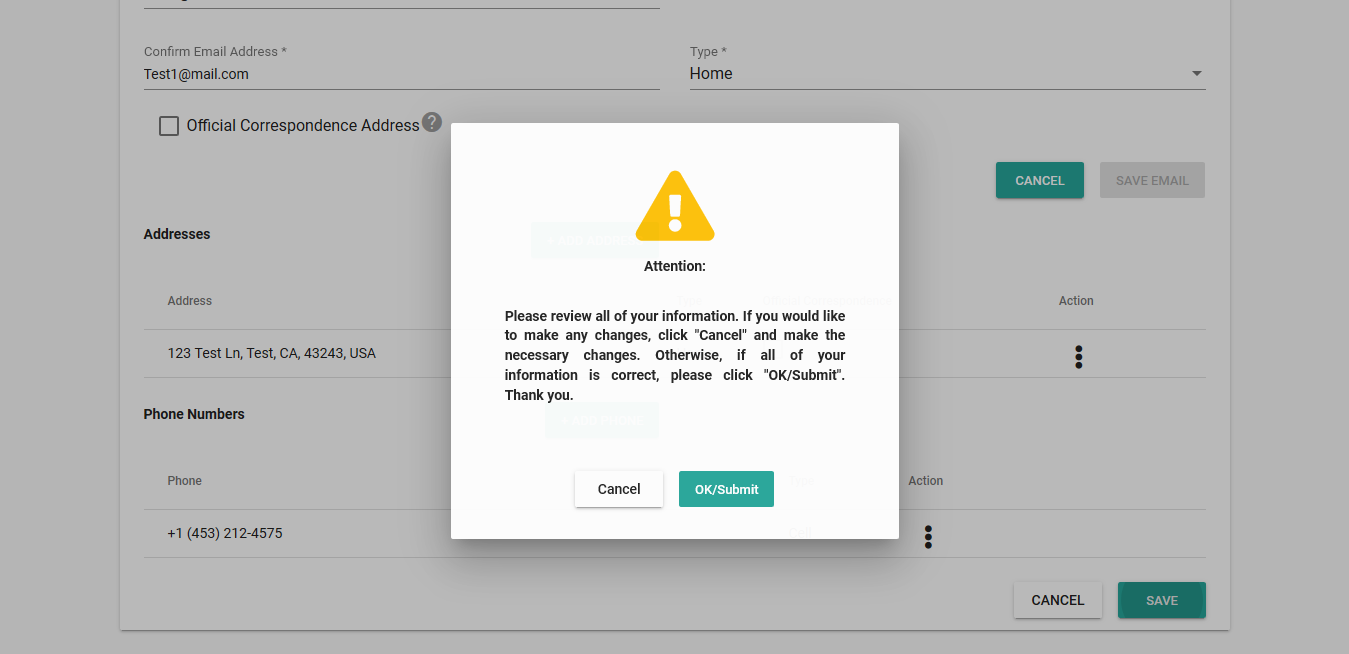 Confirm Email Address *
Type *
Test1@mail.com
Home
Official Correspondence Address
?
CANCEL
SAVE EMAIL
Addresses
Address
Action
123 Test Ln, Test, CA, 43243, USA
Phone Numbers
Phone
Action
+1 (453) 212-4575
Attention:
Please review all of your information. If you would like
to make any changes, click "Cancel" and make the
necessary changes. Otherwise, if all of your
information is correct, please click "OK/Submit".
Thank you.
Cancel
OK/Submit
CANCEL
SAVE